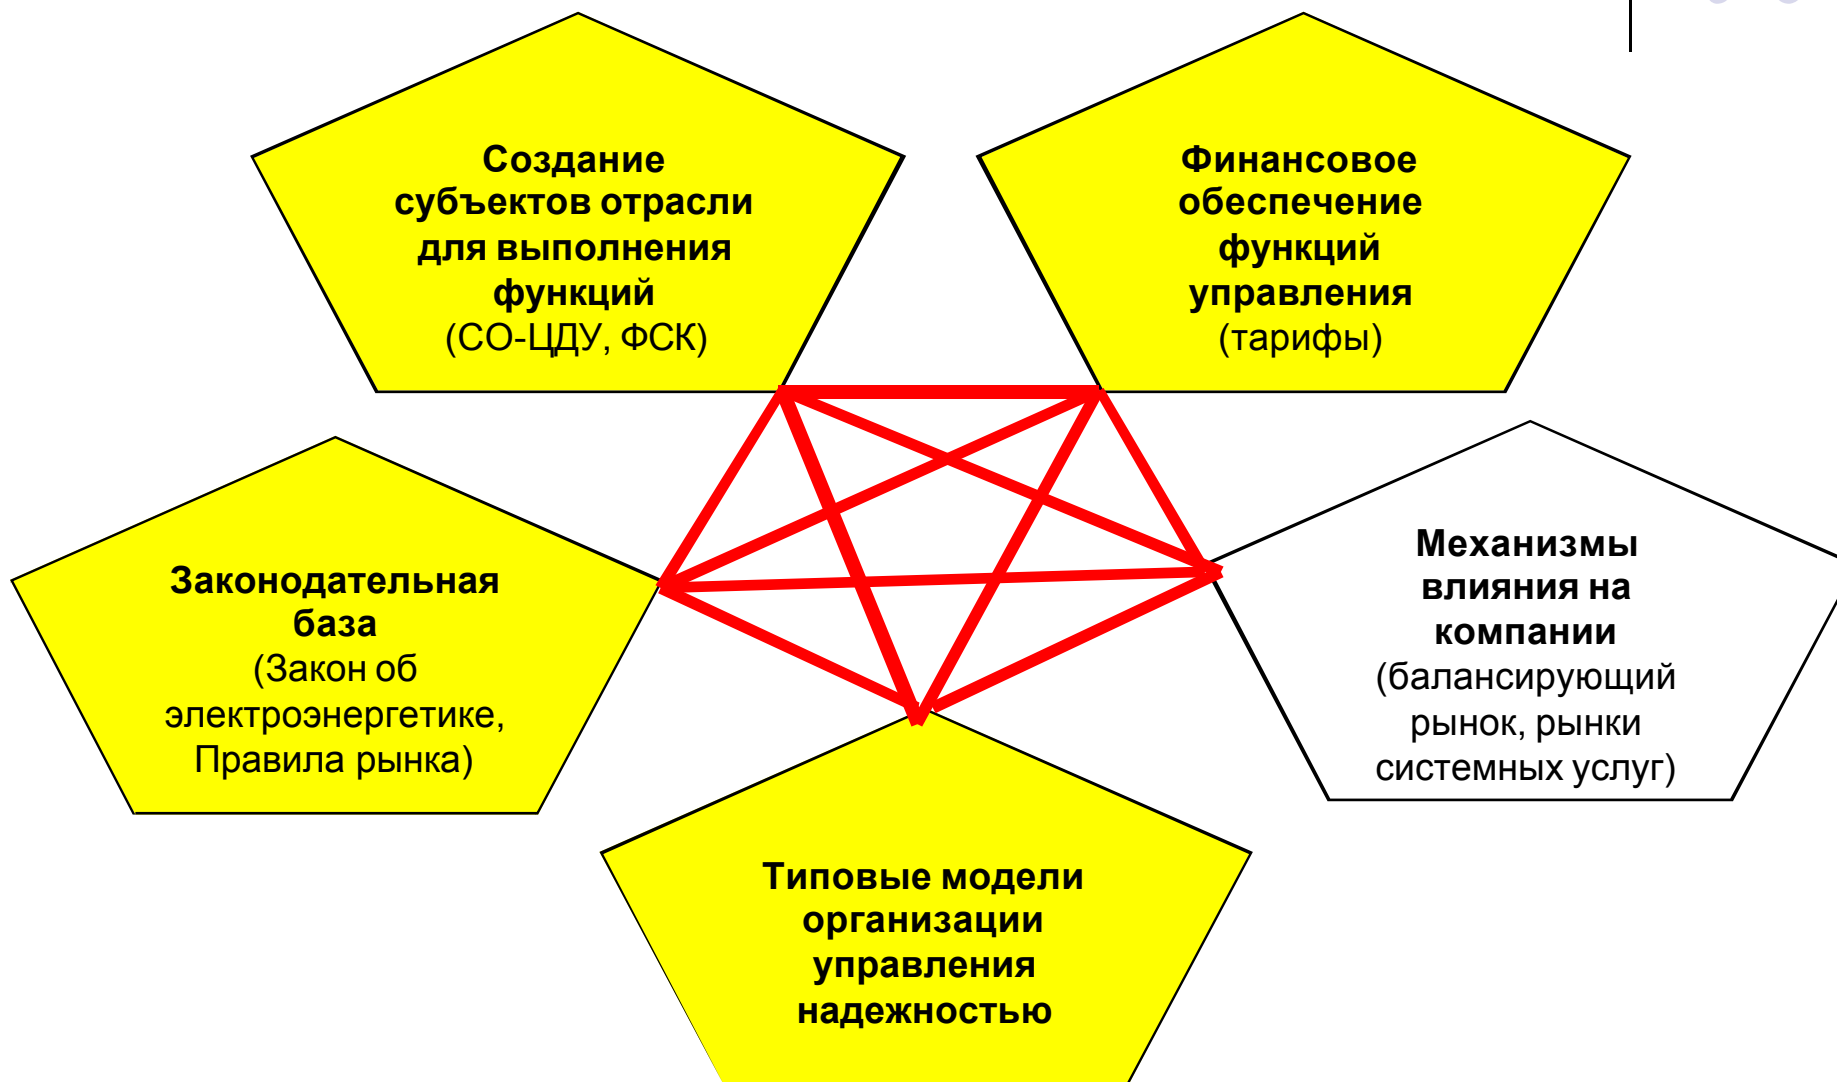 Создание
субъектов отрасли
для выполнения
функций
(СО-ЦДУ, ФСК)
Финансовое
обеспечение
функций
управления
(тарифы)
Законодательная
база
(Закон об
электроэнергетике,
Правила рынка)
Механизмы
влияния на
компании
(балансирующий
рынок, рынки
системных услуг)
Типовые модели
организации
управления
надежностью